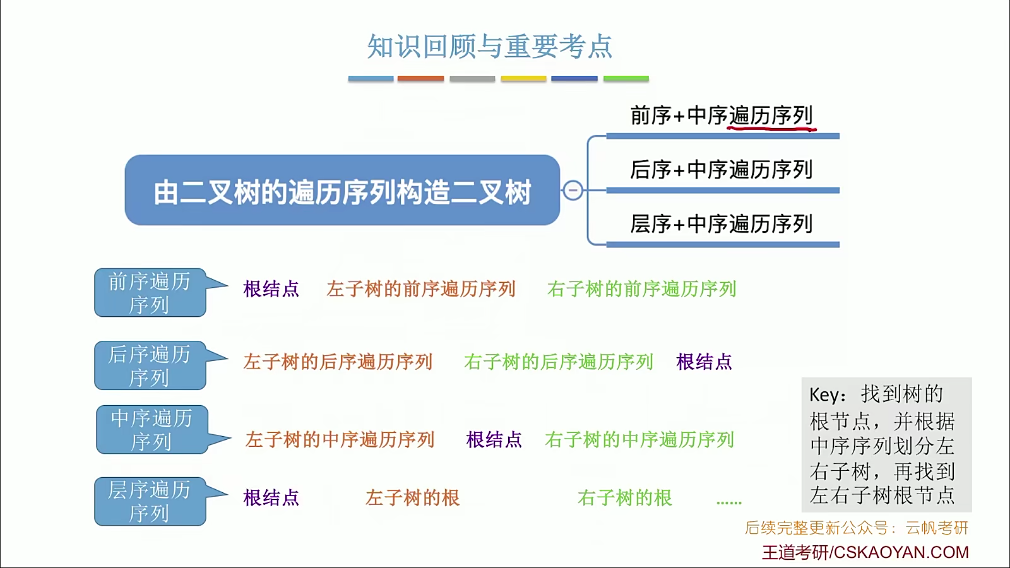 知识回顾与重要考点
前序+中序遍历序列
由二叉树的遍历序列构造二叉树
后序+中序遍历序列
层序+中序遍历序列
前序遍历
序列
根结点 左子树的前序遍历序列 右子树的前序遍历序列
后序遍历
序列
左子树的后序遍历序列 右子树的后序遍历序列 根结点
中序遍历
序列
左子树的中序遍历序列 根结点 右子树的中序遍历序列
层序遍历
序列
根结点 左子树的根 右子树的根 ……
Key：找到树的
根节点，并根据
中序序列划分左
右子树，再找到
左右子树根节点
后续完整更新公众号：云帆考研
王道考研/CSKAOYAN.COM